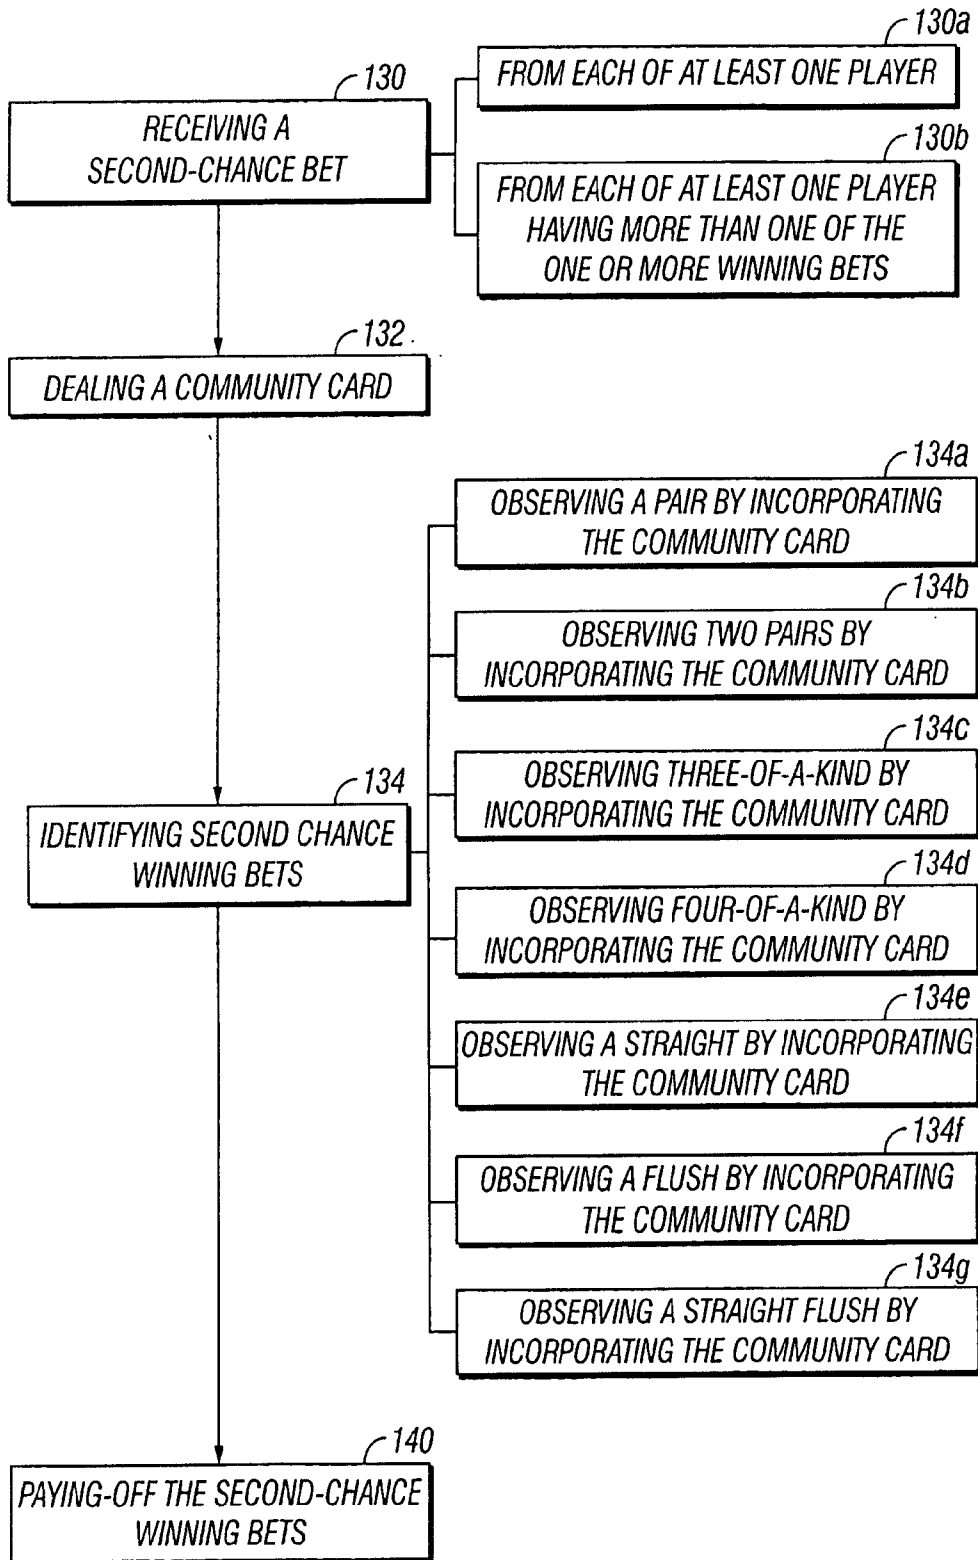 130
RECEIVING A
SECOND-CHANCE BET
130a
FROM EACH OF AT LEAST ONE PLAYER
130b
FROM EACH OF AT LEAST ONE PLAYER
HAVING MORE THAN ONE OF THE
ONE OR MORE WINNING BETS
132
DEALING A COMMUNITY CARD
134a
OBSERVING A PAIR BY INCORPORATING
THE COMMUNITY CARD
134b
OBSERVING TWO PAIRS BY
INCORPORATING THE COMMUNITY CARD
134c
OBSERVING THREE-OF-A-KIND BY
INCORPORATING THE COMMUNITY CARD
134
IDENTIFYING SECOND CHANCE
WINNING BETS
134d
OBSERVING FOUR-OF-A-KIND BY
INCORPORATING THE COMMUNITY CARD
134e
OBSERVING A STRAIGHT BY INCORPORATING
THE COMMUNITY CARD
134f
OBSERVING A FLUSH BY INCORPORATING
THE COMMUNITY CARD
134g
OBSERVING A STRAIGHT FLUSH BY
INCORPORATING THE COMMUNITY CARD
140
PAYING-OFF THE SECOND-CHANCE
WINNING BETS